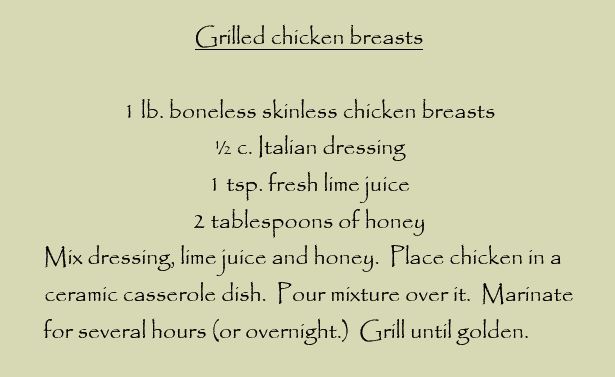 Grilled chicken breasts
1 lb. boneless skinless chicken breasts
½ c. Italian dressing
1 tsp. fresh lime juice
2 tablespoons of honey
Mix dressing, lime juice and honey.  Place chicken in a
ceramic casserole dish.  Pour mixture over it.  Marinate
for several hours (or overnight.)  Grill until golden.